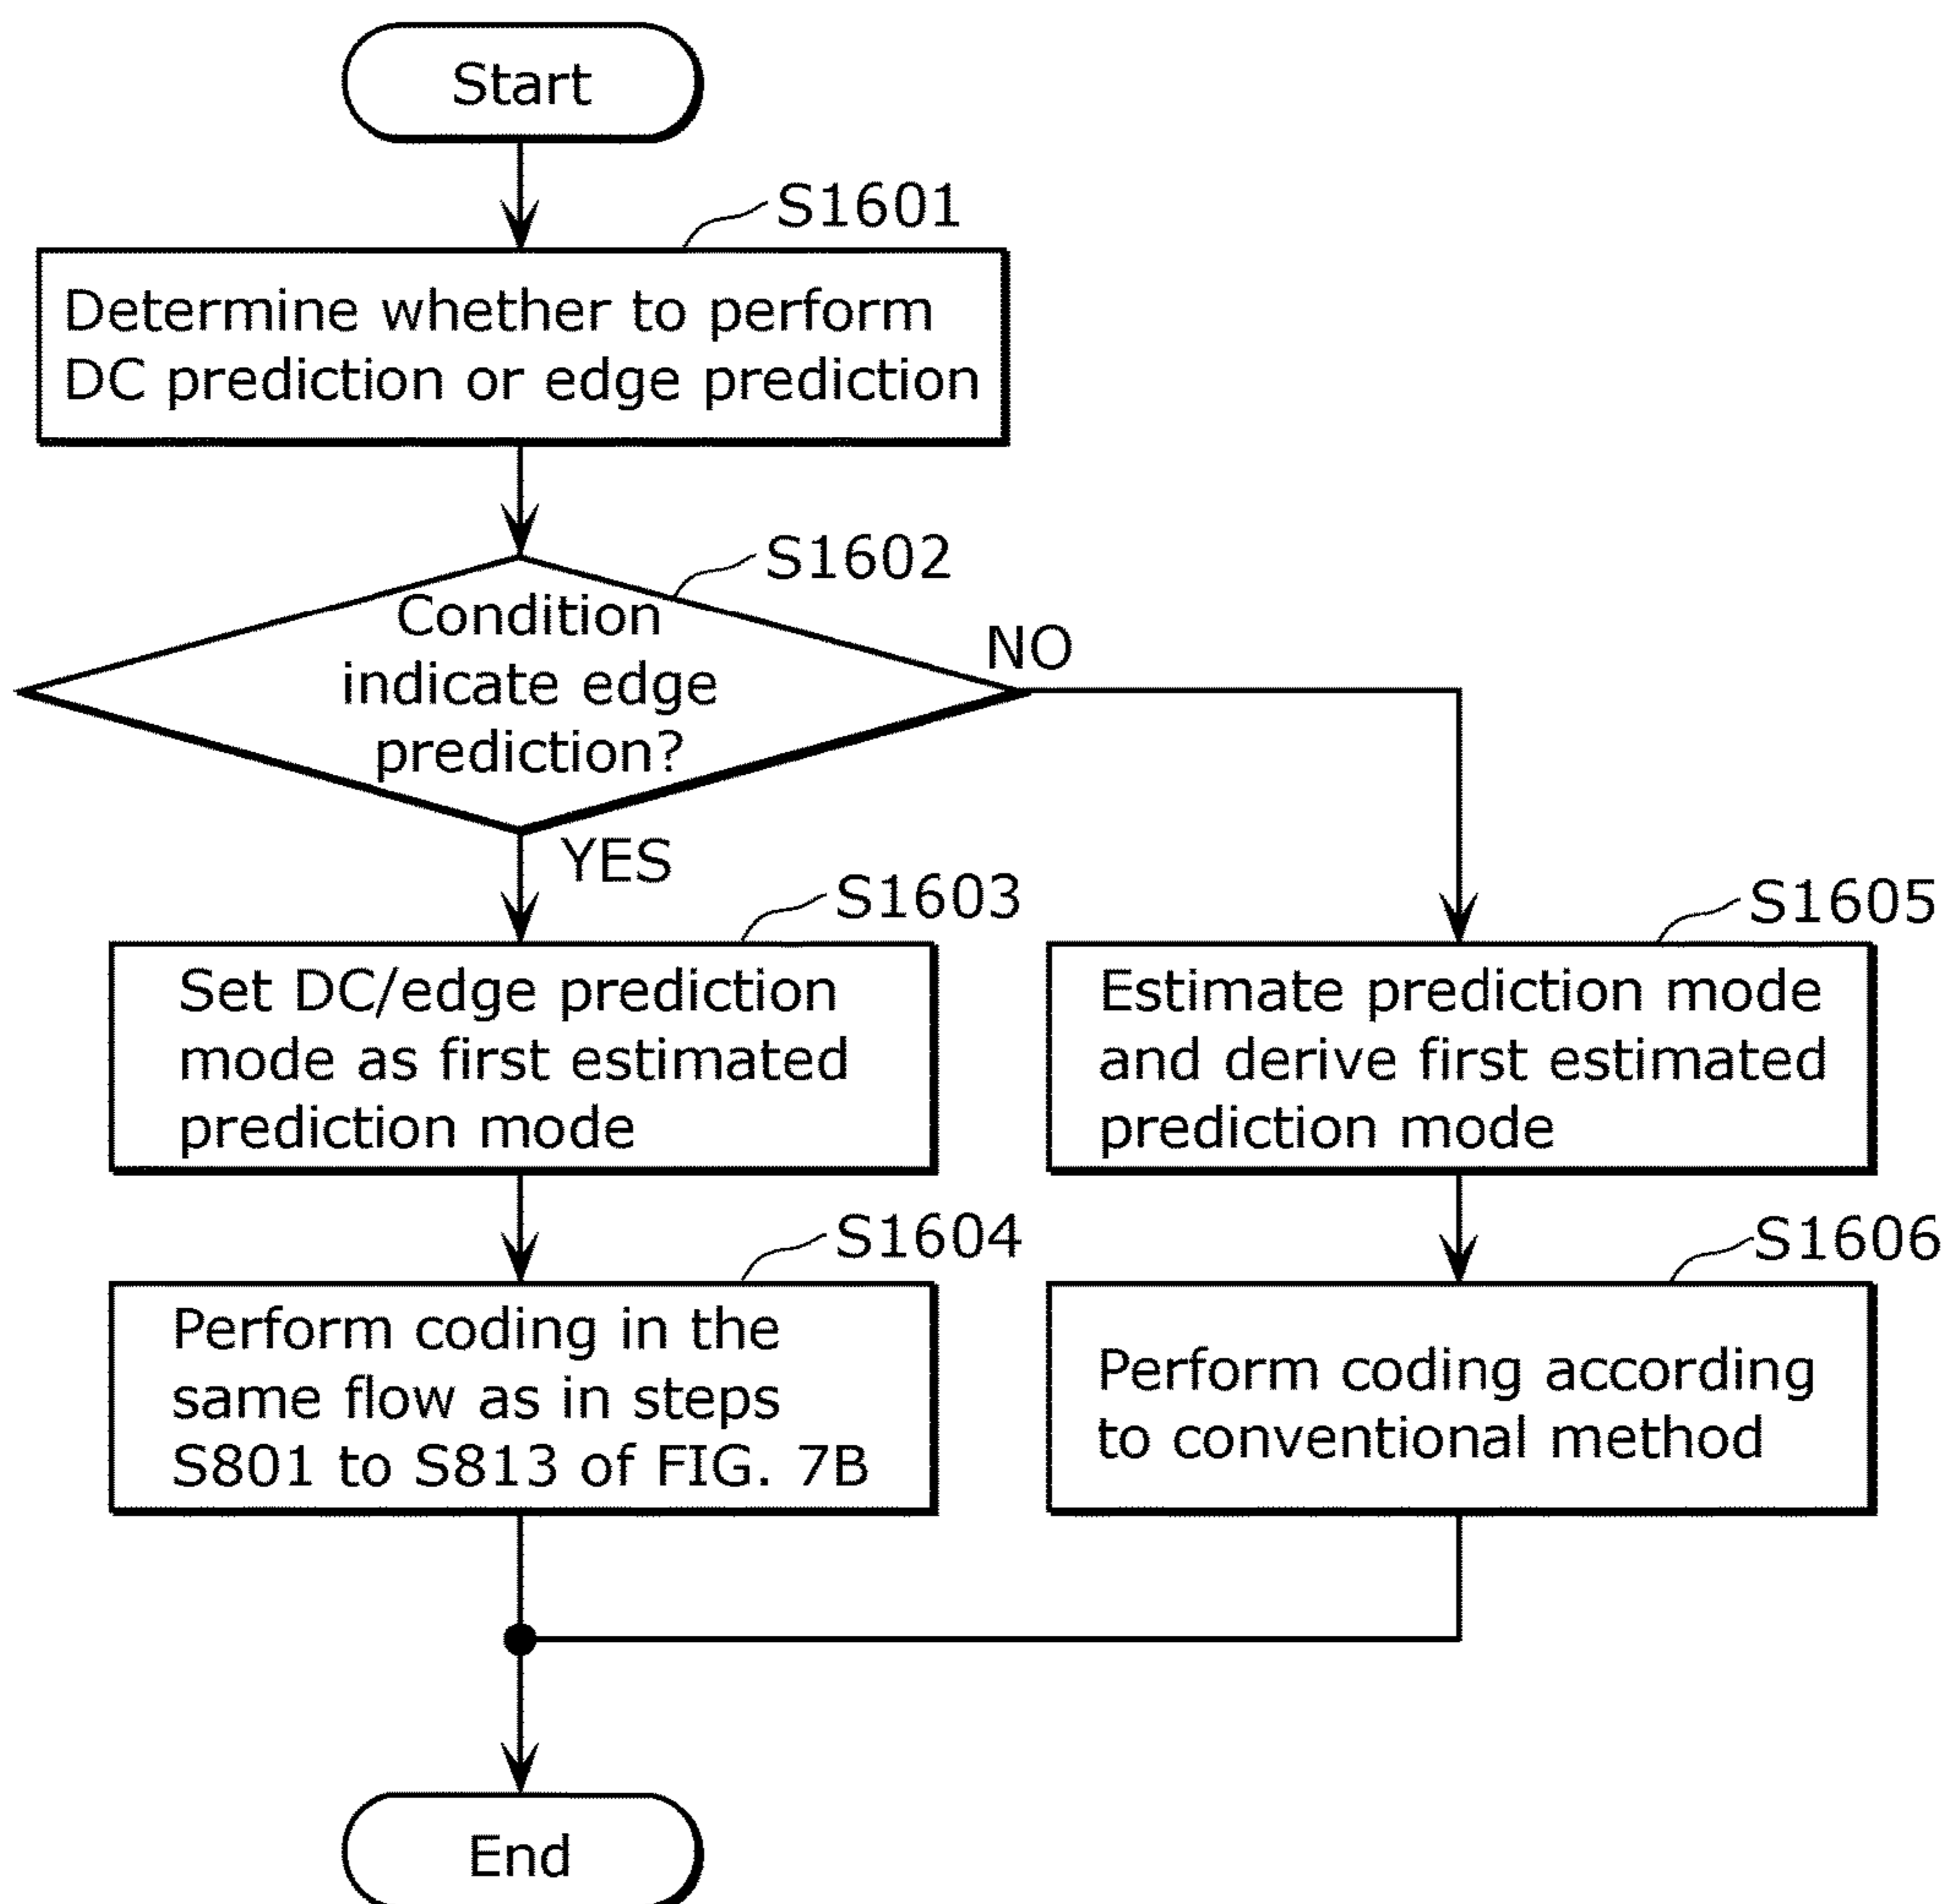 Start
S1601
Determine whether to perform
DC prediction or edge prediction
S1602
Condition
indicate edge
prediction?
NO
YES
S1603
Set DC/edge prediction
mode as first estimated
prediction mode
S1605
Estimate prediction mode
and derive first estimated
prediction mode
S1604
Perform coding in the
same flow as in steps
S801 to S813 of FIG. 7B
S1606
Perform coding according
to conventional method
End